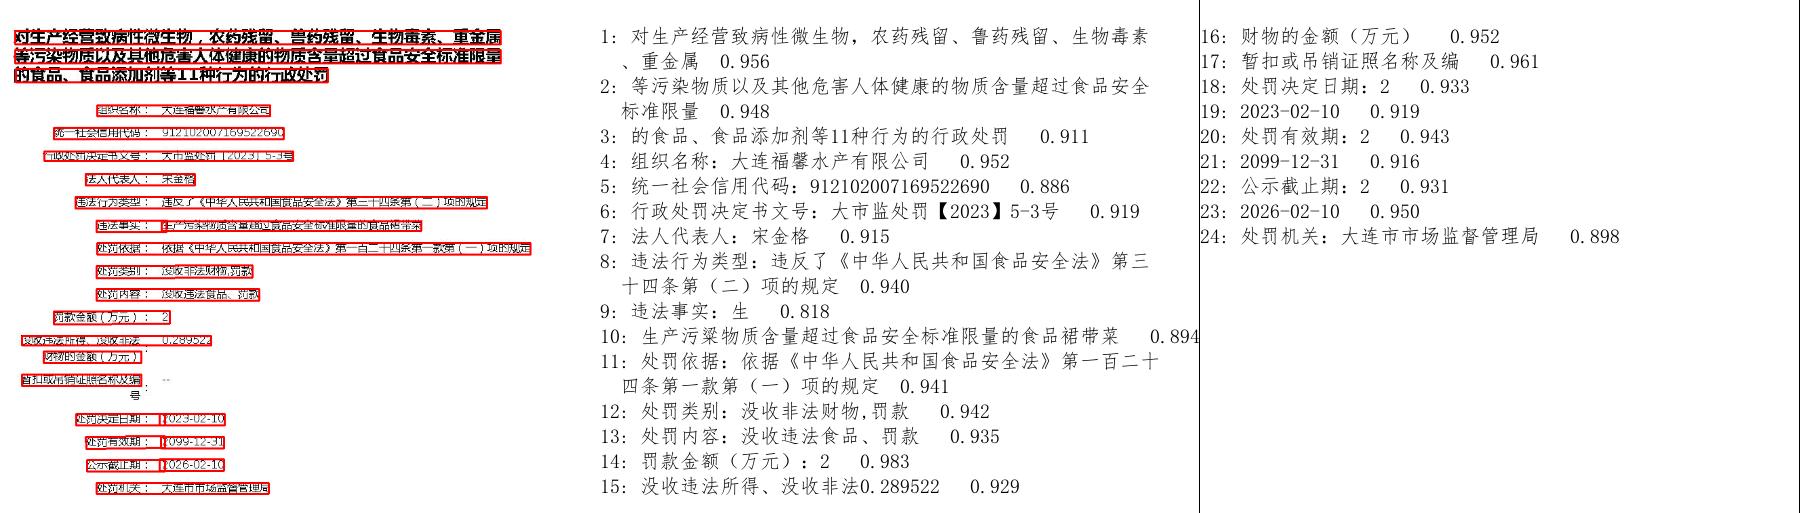 对生产经营致病性微生物，农药残留、兽药残留、生物毒素、重金属
等污染物质以及其他危害人体健康的物质含量超过食品安全标准限量
的食品、食品添加剂等11种行为的行政处罚
组织名称： 大连福馨水产有限公司
统一社会信用代码： 912102007169522690
行政处罚决定书文号： 大市监处罚【2023】5-3号
法人代表人： 宋金格
违法行为类型： 违反了《中华人民共和国食品安全法》第三十四条第（二）项的规定
违法事实： 生产污染物质含量超过食品安全标准限量的食品裙带菜
处罚依据： 依据《中华人民共和国食品安全法》第一百二十四条第一款第（一）项的规定
处罚类别： 没收非法财物,罚款
处罚内容： 没收违法食品、罚款
罚款金额（万元）： 2
没收违法所得、没收非法 0.289522
财物的金额（万元） ：
暂扣或吊销证照名称及编 --
号 ：
处罚决定日期： 2023-02-10
处罚有效期： 2099-12-31
公示截止期： 2026-02-10
处罚机关： 大连市市场监督管理局
1: 对生产经营致病性微生物，农药残留、鲁药残留、生物毒素
、重金属 0.956
2: 等污染物质以及其他危害人体健康的物质含量超过食品安全
标准限量 0.948
3: 的食品、食品添加剂等11种行为的行政处罚 0.911
4: 组织名称：大连福馨水产有限公司 0.952
5: 统一社会信用代码：912102007169522690 0.886
6: 行政处罚决定书文号：大市监处罚【2023】5-3号 0.919
7: 法人代表人：宋金格 0.915
8: 违法行为类型：违反了《中华人民共和国食品安全法》第三
十四条第（二）项的规定 0.940
9: 违法事实：生 0.818
10: 生产污梁物质含量超过食品安全标准限量的食品裙带菜 0.894
11: 处罚依据：依据《中华人民共和国食品安全法》第一百二十
四条第一款第（一）项的规定 0.941
12: 处罚类别：没收非法财物,罚款 0.942
13: 处罚内容：没收违法食品、罚款 0.935
14: 罚款金额（万元）：2 0.983
15: 没收违法所得、没收非法0.289522 0.929
16: 财物的金额（万元） 0.952
17: 暂扣或吊销证照名称及编 0.961
18: 处罚决定日期：2 0.933
19: 2023-02-10 0.919
20: 处罚有效期：2 0.943
21: 2099-12-31 0.916
22: 公示截止期：2 0.931
23: 2026-02-10 0.950
24: 处罚机关：大连市市场监督管理局 0.898